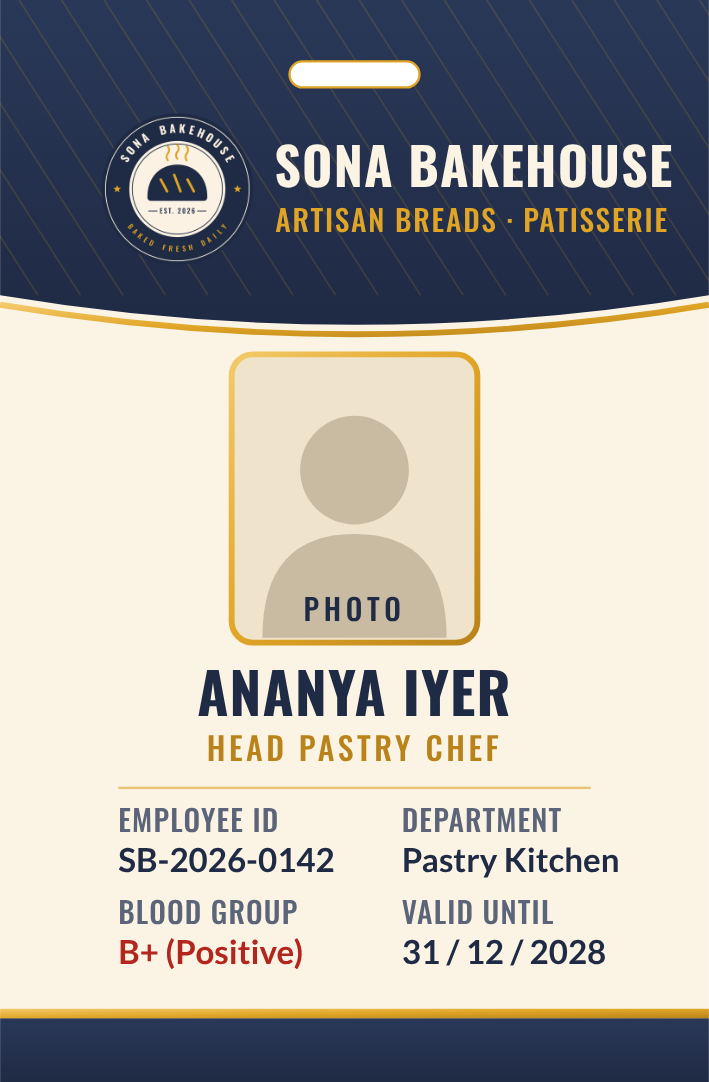 SONA BAKEHOUSE
EST. 2026
BAKED FRESH DAILY
SONA BAKEHOUSE
ARTISAN BREADS · PATISSERIE
PHOTO
ANANYA IYER
HEAD PASTRY CHEF
EMPLOYEE ID
SB-2026-0142
DEPARTMENT
Pastry Kitchen
BLOOD GROUP
B+ (Positive)
VALID UNTIL
31 / 12 / 2028